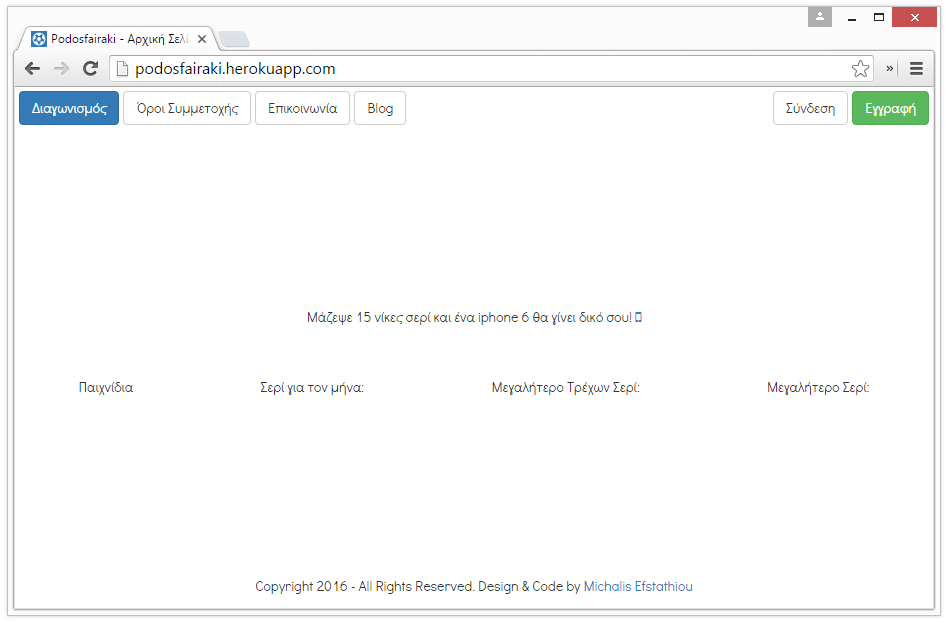 Podosfairaki - Αρχική Σελί
podosfairaki.herokuapp.com
Διαγωνισμός Όροι Συμμετοχής Επικοινωνία Blog Σύνδεση Εγγραφή
Μάζεψε 15 νίκες σερί και ένα iphone 6 θα γίνει δικό σου!
Παιχνίδια Σερί για τον μήνα: Μεγαλήτερο Τρέχων Σερί: Μεγαλήτερο Σερί:
Copyright 2016 - All Rights Reserved. Design & Code by Michalis Efstathiou